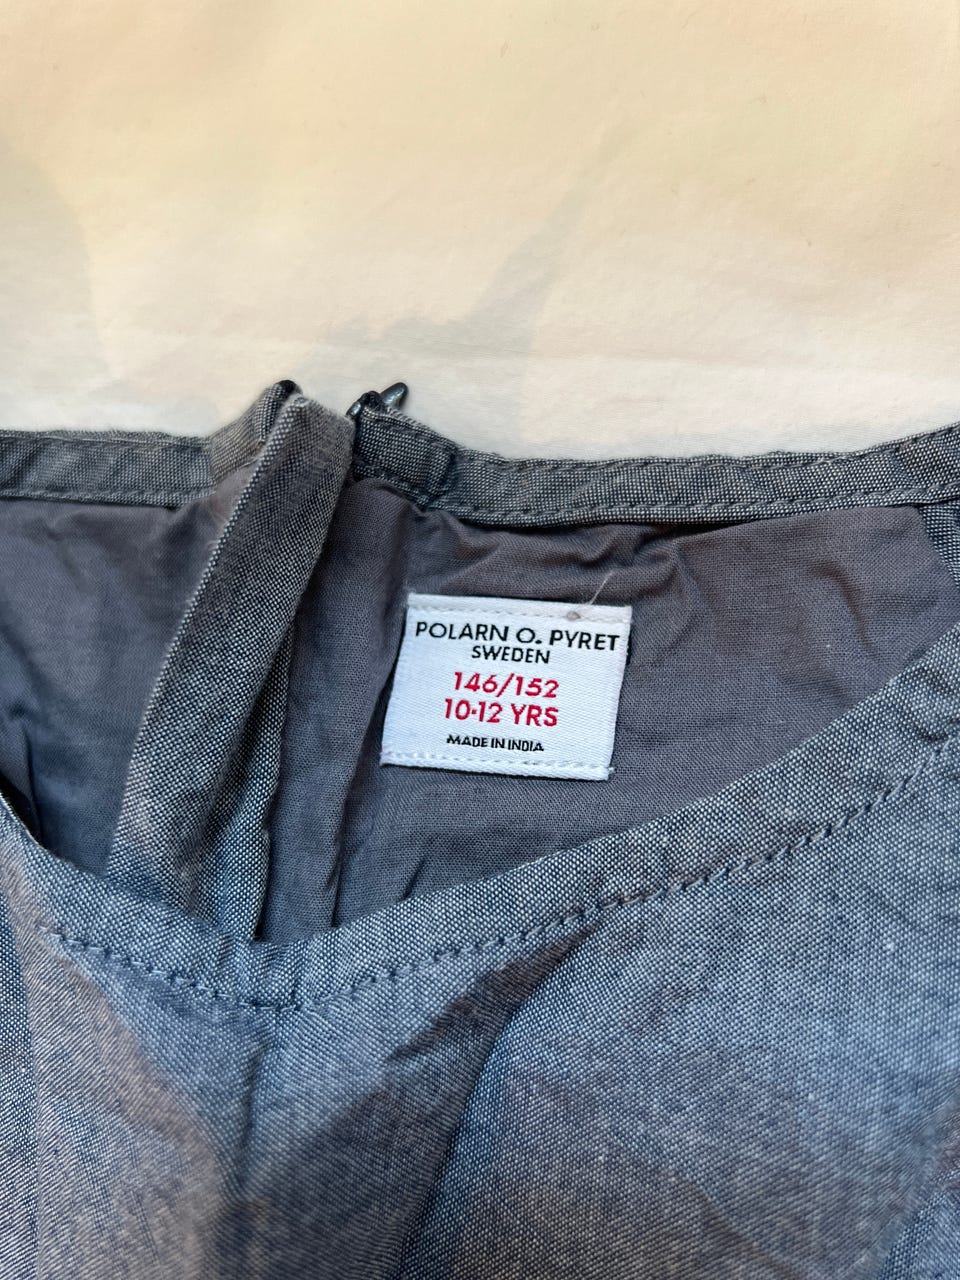 POLARN O. PYRET
SWEDEN
146/152
10-12 YRS
MADE IN INDIA